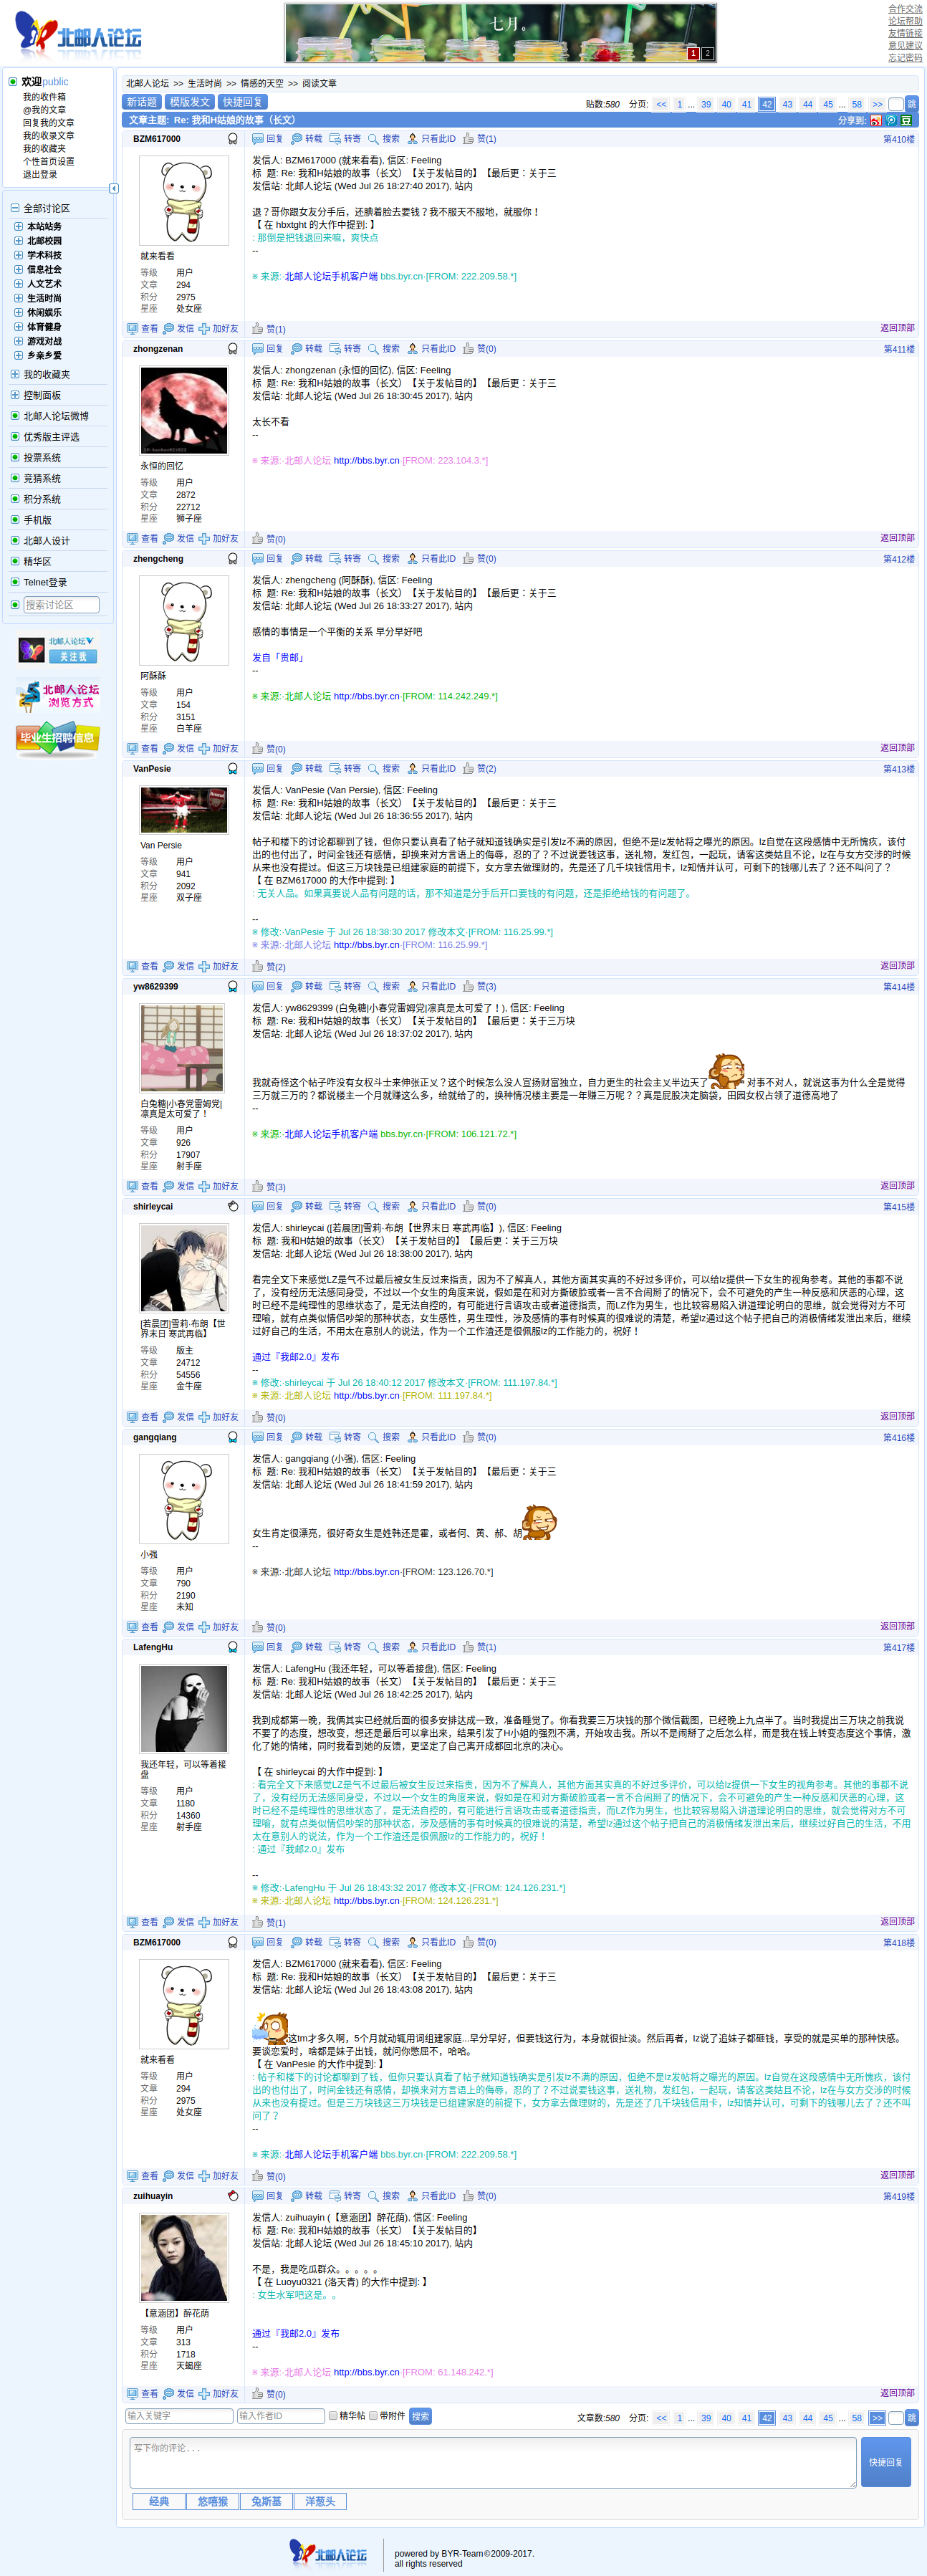 北邮人论坛
七月。
1 2
合作交流
论坛帮助
友情链接
意见建议
忘记密码
欢迎public
我的收件箱
@我的文章
回复我的文章
我的收录文章
我的收藏夹
个性首页设置
退出登录
全部讨论区
本站站务
北邮校园
学术科技
信息社会
人文艺术
生活时尚
休闲娱乐
体育健身
游戏对战
乡亲乡爱
我的收藏夹
控制面板
北邮人论坛微博
优秀版主评选
投票系统
竞猜系统
积分系统
手机版
北邮人设计
精华区
Telnet登录
搜索讨论区
北邮人论坛
关注我
北邮人论坛
浏览方式
毕业生招聘信息
北邮人论坛 >> 生活时尚 >> 情感的天空 >> 阅读文章
新话题 模版发文 快捷回复
贴数:580 分页: << 1 ... 39 40 41 42 43 44 45 ... 58 >> 跳
文章主题: Re: 我和H姑娘的故事（长文） 分享到:
BZM617000 回复 转载 转寄 搜索 只看此ID 赞(1) 第410楼
就来看看
等级 用户
文章 294
积分 2975
星座 处女座
发信人: BZM617000 (就来看看), 信区: Feeling
标 题: Re: 我和H姑娘的故事（长文）【关于发帖目的】【最后更：关于三
发信站: 北邮人论坛 (Wed Jul 26 18:27:40 2017), 站内
退？哥你跟女友分手后，还腆着脸去要钱？我不服天不服地，就服你！
【 在 hbxtght 的大作中提到: 】
: 那倒是把钱退回来嘛，爽快点
--
※ 来源:·北邮人论坛手机客户端 bbs.byr.cn·[FROM: 222.209.58.*]
查看 发信 加好友 赞(1) 返回顶部
zhongzenan 回复 转载 转寄 搜索 只看此ID 赞(0) 第411楼
永恒的回忆
等级 用户
文章 2872
积分 22712
星座 狮子座
发信人: zhongzenan (永恒的回忆), 信区: Feeling
标 题: Re: 我和H姑娘的故事（长文）【关于发帖目的】【最后更：关于三
发信站: 北邮人论坛 (Wed Jul 26 18:30:45 2017), 站内
太长不看
--
※ 来源:·北邮人论坛 http://bbs.byr.cn·[FROM: 223.104.3.*]
查看 发信 加好友 赞(0) 返回顶部
zhengcheng 回复 转载 转寄 搜索 只看此ID 赞(0) 第412楼
阿酥酥
等级 用户
文章 154
积分 3151
星座 白羊座
发信人: zhengcheng (阿酥酥), 信区: Feeling
标 题: Re: 我和H姑娘的故事（长文）【关于发帖目的】【最后更：关于三
发信站: 北邮人论坛 (Wed Jul 26 18:33:27 2017), 站内
感情的事情是一个平衡的关系 早分早好吧
发自「贵邮」
--
※ 来源:·北邮人论坛 http://bbs.byr.cn·[FROM: 114.242.249.*]
查看 发信 加好友 赞(0) 返回顶部
VanPesie 回复 转载 转寄 搜索 只看此ID 赞(2) 第413楼
Van Persie
等级 用户
文章 941
积分 2092
星座 双子座
发信人: VanPesie (Van Persie), 信区: Feeling
标 题: Re: 我和H姑娘的故事（长文）【关于发帖目的】【最后更：关于三
发信站: 北邮人论坛 (Wed Jul 26 18:36:55 2017), 站内
帖子和楼下的讨论都聊到了钱，但你只要认真看了帖子就知道钱确实是引发lz不满的原因，但绝不是lz发帖将之曝光的原因。lz自觉在这段感情中无所愧疚，该付
出的也付出了，时间金钱还有感情，却换来对方言语上的侮辱，忍的了？不过说要钱这事，送礼物，发红包，一起玩，请客这类姑且不论，lz在与女方交涉的时候
从来也没有提过。但这三万块钱是已组建家庭的前提下，女方拿去做理财的，先是还了几千块钱信用卡，lz知情并认可，可剩下的钱哪儿去了？还不叫问了？
【 在 BZM617000 的大作中提到: 】
: 无关人品。如果真要说人品有问题的话，那不知道是分手后开口要钱的有问题，还是拒绝给钱的有问题了。
--
※ 修改:·VanPesie 于 Jul 26 18:38:30 2017 修改本文·[FROM: 116.25.99.*]
※ 来源:·北邮人论坛 http://bbs.byr.cn·[FROM: 116.25.99.*]
查看 发信 加好友 赞(2) 返回顶部
yw8629399 回复 转载 转寄 搜索 只看此ID 赞(3) 第414楼
白兔糖|小春党雷姆党|
凛真是太可爱了！
等级 用户
文章 926
积分 17907
星座 射手座
发信人: yw8629399 (白兔糖|小春党雷姆党|凛真是太可爱了！), 信区: Feeling
标 题: Re: 我和H姑娘的故事（长文）【关于发帖目的】【最后更：关于三万块
发信站: 北邮人论坛 (Wed Jul 26 18:37:02 2017), 站内
我就奇怪这个帖子咋没有女权斗士来伸张正义？这个时候怎么没人宣扬财富独立，自力更生的社会主义半边天了 对事不对人，就说这事为什么全是觉得
三万就三万的？都说楼主一个月就赚这么多，给就给了的，换种情况楼主要是一年赚三万呢？？真是屁股决定脑袋，田园女权占领了道德高地了
--
※ 来源:·北邮人论坛手机客户端 bbs.byr.cn·[FROM: 106.121.72.*]
查看 发信 加好友 赞(3) 返回顶部
shirleycai 回复 转载 转寄 搜索 只看此ID 赞(0) 第415楼
[若晨团]雪莉·布朗【世
界末日 寒武再临】
等级 版主
文章 24712
积分 54556
星座 金牛座
发信人: shirleycai ([若晨团]雪莉·布朗【世界末日 寒武再临】), 信区: Feeling
标 题: 我和H姑娘的故事（长文）【关于发帖目的】【最后更：关于三万块
发信站: 北邮人论坛 (Wed Jul 26 18:38:00 2017), 站内
看完全文下来感觉LZ是气不过最后被女生反过来指责，因为不了解真人，其他方面其实真的不好过多评价，可以给lz提供一下女生的视角参考。其他的事都不说
了，没有经历无法感同身受，不过以一个女生的角度来说，假如是在和对方撕破脸或者一言不合闹掰了的情况下，会不可避免的产生一种反感和厌恶的心理，这
时已经不是纯理性的思维状态了，是无法自控的，有可能进行言语攻击或者道德指责，而LZ作为男生，也比较容易陷入讲道理论明白的思维，就会觉得对方不可
理喻，就有点类似情侣吵架的那种状态，女生感性，男生理性，涉及感情的事有时候真的很难说的清楚，希望lz通过这个帖子把自己的消极情绪发泄出来后，继续
过好自己的生活，不用太在意别人的说法，作为一个工作渣还是很佩服lz的工作能力的，祝好！
通过『我邮2.0』发布
--
※ 修改:·shirleycai 于 Jul 26 18:40:12 2017 修改本文·[FROM: 111.197.84.*]
※ 来源:·北邮人论坛 http://bbs.byr.cn·[FROM: 111.197.84.*]
查看 发信 加好友 赞(0) 返回顶部
gangqiang 回复 转载 转寄 搜索 只看此ID 赞(0) 第416楼
小强
等级 用户
文章 790
积分 2190
星座 未知
发信人: gangqiang (小强), 信区: Feeling
标 题: Re: 我和H姑娘的故事（长文）【关于发帖目的】【最后更：关于三
发信站: 北邮人论坛 (Wed Jul 26 18:41:59 2017), 站内
女生肯定很漂亮，很好奇女生是姓韩还是霍，或者何、黄、郝、胡
--
※ 来源:·北邮人论坛 http://bbs.byr.cn·[FROM: 123.126.70.*]
查看 发信 加好友 赞(0) 返回顶部
LafengHu 回复 转载 转寄 搜索 只看此ID 赞(1) 第417楼
我还年轻，可以等着接
盘
等级 用户
文章 1180
积分 14360
星座 射手座
发信人: LafengHu (我还年轻，可以等着接盘), 信区: Feeling
标 题: Re: 我和H姑娘的故事（长文）【关于发帖目的】【最后更：关于三
发信站: 北邮人论坛 (Wed Jul 26 18:42:25 2017), 站内
我到成都第一晚，我俩其实已经就后面的很多安排达成一致，准备睡觉了。你看我要三万块钱的那个微信截图，已经晚上九点半了。当时我提出三万块之前我说
不要了的态度，想改变，想还是最后可以拿出来，结果引发了H小姐的强烈不满，开始攻击我。所以不是闹掰了之后怎么样，而是我在钱上转变态度这个事情，激
化了她的情绪，同时我看到她的反馈，更坚定了自己离开成都回北京的决心。
【 在 shirleycai 的大作中提到: 】
: 看完全文下来感觉LZ是气不过最后被女生反过来指责，因为不了解真人，其他方面其实真的不好过多评价，可以给lz提供一下女生的视角参考。其他的事都不说
了，没有经历无法感同身受，不过以一个女生的角度来说，假如是在和对方撕破脸或者一言不合闹掰了的情况下，会不可避免的产生一种反感和厌恶的心理，这
时已经不是纯理性的思维状态了，是无法自控的，有可能进行言语攻击或者道德指责，而LZ作为男生，也比较容易陷入讲道理论明白的思维，就会觉得对方不可
理喻，就有点类似情侣吵架的那种状态，涉及感情的事有时候真的很难说的清楚，希望lz通过这个帖子把自己的消极情绪发泄出来后，继续过好自己的生活，不用
太在意别人的说法，作为一个工作渣还是很佩服lz的工作能力的，祝好！
: 通过『我邮2.0』发布
--
※ 修改:·LafengHu 于 Jul 26 18:43:32 2017 修改本文·[FROM: 124.126.231.*]
※ 来源:·北邮人论坛 http://bbs.byr.cn·[FROM: 124.126.231.*]
查看 发信 加好友 赞(1) 返回顶部
BZM617000 回复 转载 转寄 搜索 只看此ID 赞(0) 第418楼
就来看看
等级 用户
文章 294
积分 2975
星座 处女座
发信人: BZM617000 (就来看看), 信区: Feeling
标 题: Re: 我和H姑娘的故事（长文）【关于发帖目的】【最后更：关于三
发信站: 北邮人论坛 (Wed Jul 26 18:43:08 2017), 站内
这tm才多久啊，5个月就动辄用词组建家庭...早分早好，但要钱这行为，本身就很扯淡。然后再者，lz说了追妹子都砸钱，享受的就是买单的那种快感。
要谈恋爱时，啥都是妹子出钱，就问你憋屈不，哈哈。
【 在 VanPesie 的大作中提到: 】
: 帖子和楼下的讨论都聊到了钱，但你只要认真看了帖子就知道钱确实是引发lz不满的原因，但绝不是lz发帖将之曝光的原因。lz自觉在这段感情中无所愧疚，该付
出的也付出了，时间金钱还有感情，却换来对方言语上的侮辱，忍的了？不过说要钱这事，送礼物，发红包，一起玩，请客这类姑且不论，lz在与女方交涉的时候
从来也没有提过。但是三万块钱这三万块钱是已组建家庭的前提下，女方拿去做理财的，先是还了几千块钱信用卡，lz知情并认可，可剩下的钱哪儿去了？还不叫
问了？
--
※ 来源:·北邮人论坛手机客户端 bbs.byr.cn·[FROM: 222.209.58.*]
查看 发信 加好友 赞(0) 返回顶部
zuihuayin 回复 转载 转寄 搜索 只看此ID 赞(0) 第419楼
【意涵团】醉花荫
等级 用户
文章 313
积分 1718
星座 天蝎座
发信人: zuihuayin (【意涵团】醉花荫), 信区: Feeling
标 题: Re: 我和H姑娘的故事（长文）【关于发帖目的】
发信站: 北邮人论坛 (Wed Jul 26 18:45:10 2017), 站内
不是，我是吃瓜群众。。。。。
【 在 Luoyu0321 (洛天青) 的大作中提到: 】
: 女生水军吧这是。。
通过『我邮2.0』发布
--
※ 来源:·北邮人论坛 http://bbs.byr.cn·[FROM: 61.148.242.*]
查看 发信 加好友 赞(0) 返回顶部
输入关键字 输入作者ID 精华帖 带附件 搜索
文章数:580 分页: << 1 ... 39 40 41 42 43 44 45 ... 58 >> 跳
写下你的评论...
快捷回复
经典 悠嘻猴 兔斯基 洋葱头
北邮人论坛
powered by BYR-Team©2009-2017.
all rights reserved